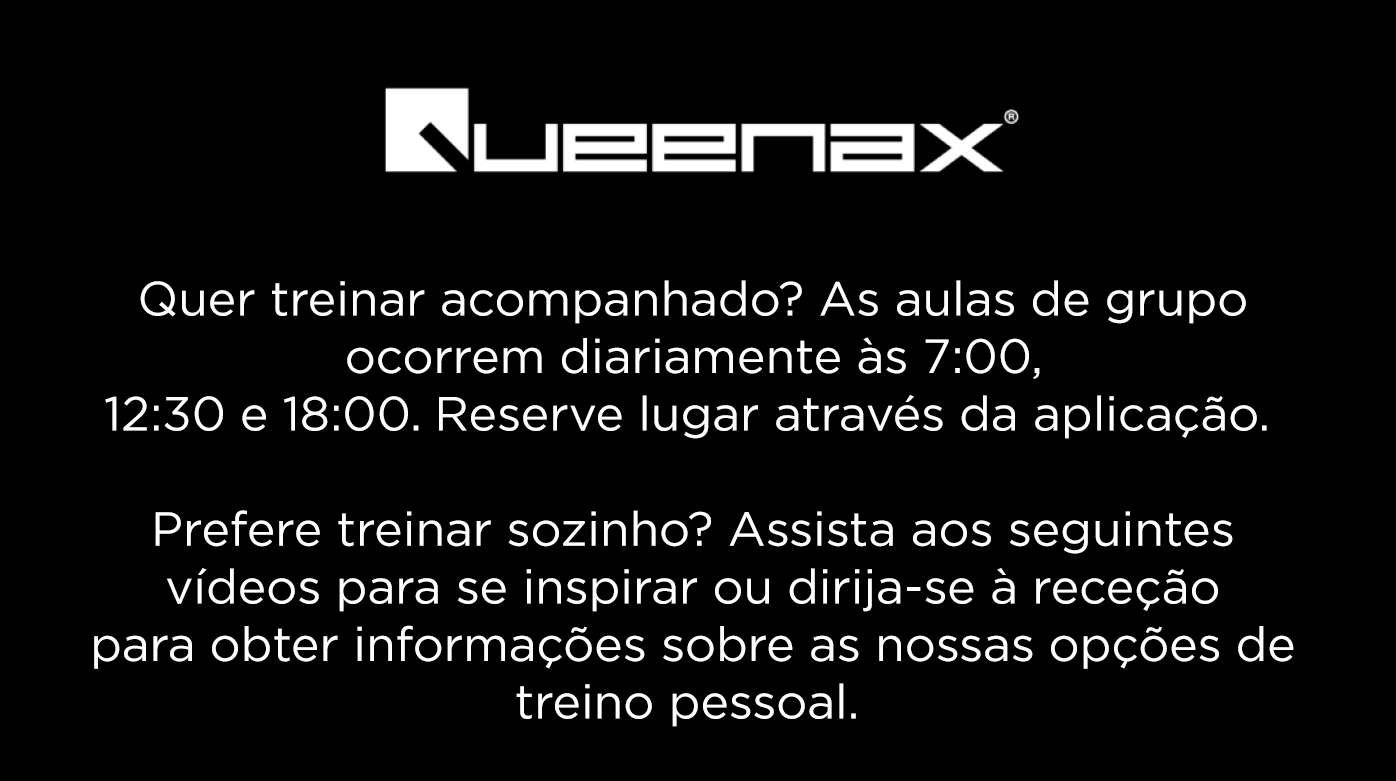 Queenax®
Quer treinar acompanhado? As aulas de grupo
ocorrem diariamente às 7:00,
12:30 e 18:00. Reserve lugar através da aplicação.
Prefere treinar sozinho? Assista aos seguintes
vídeos para se inspirar ou dirija-se à receção
para obter informações sobre as nossas opções de
treino pessoal.